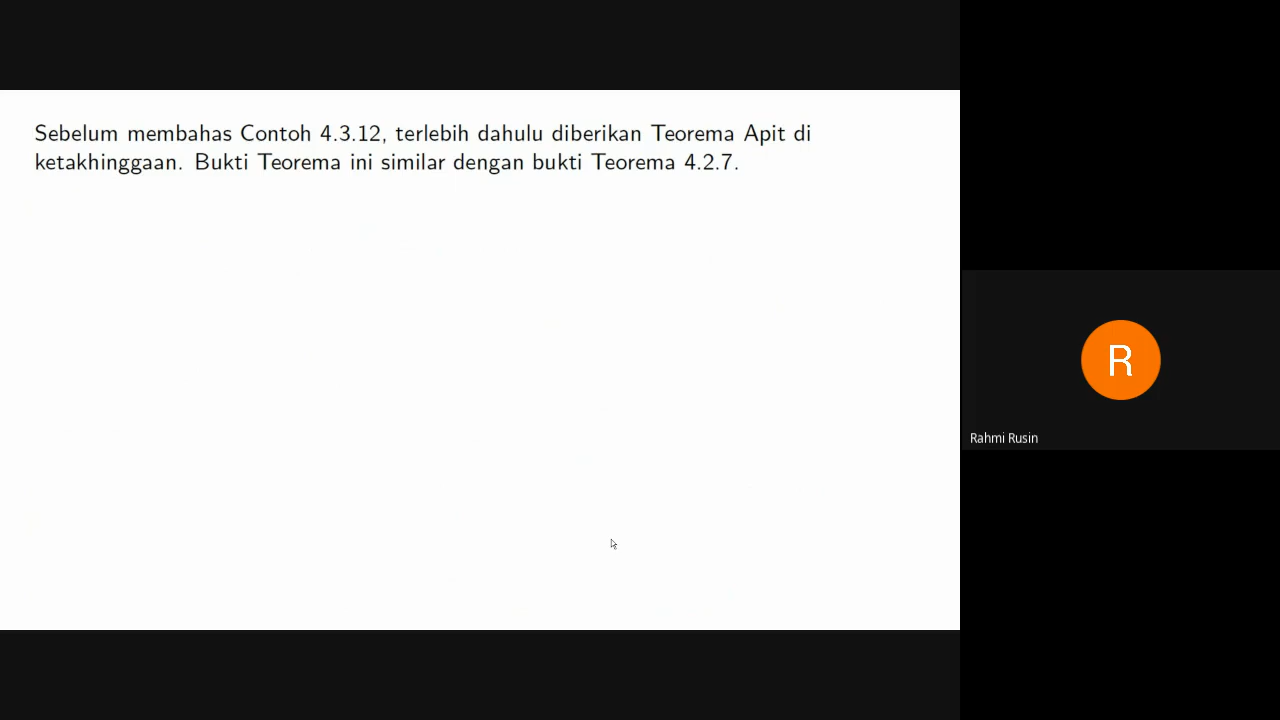 Sebelum membahas Contoh 4.3.12, terlebih dahulu diberikan Teorema Apit di
ketakhinggaan. Bukti Teorema ini similar dengan bukti Teorema 4.2.7.
R
Rahmi Rusin